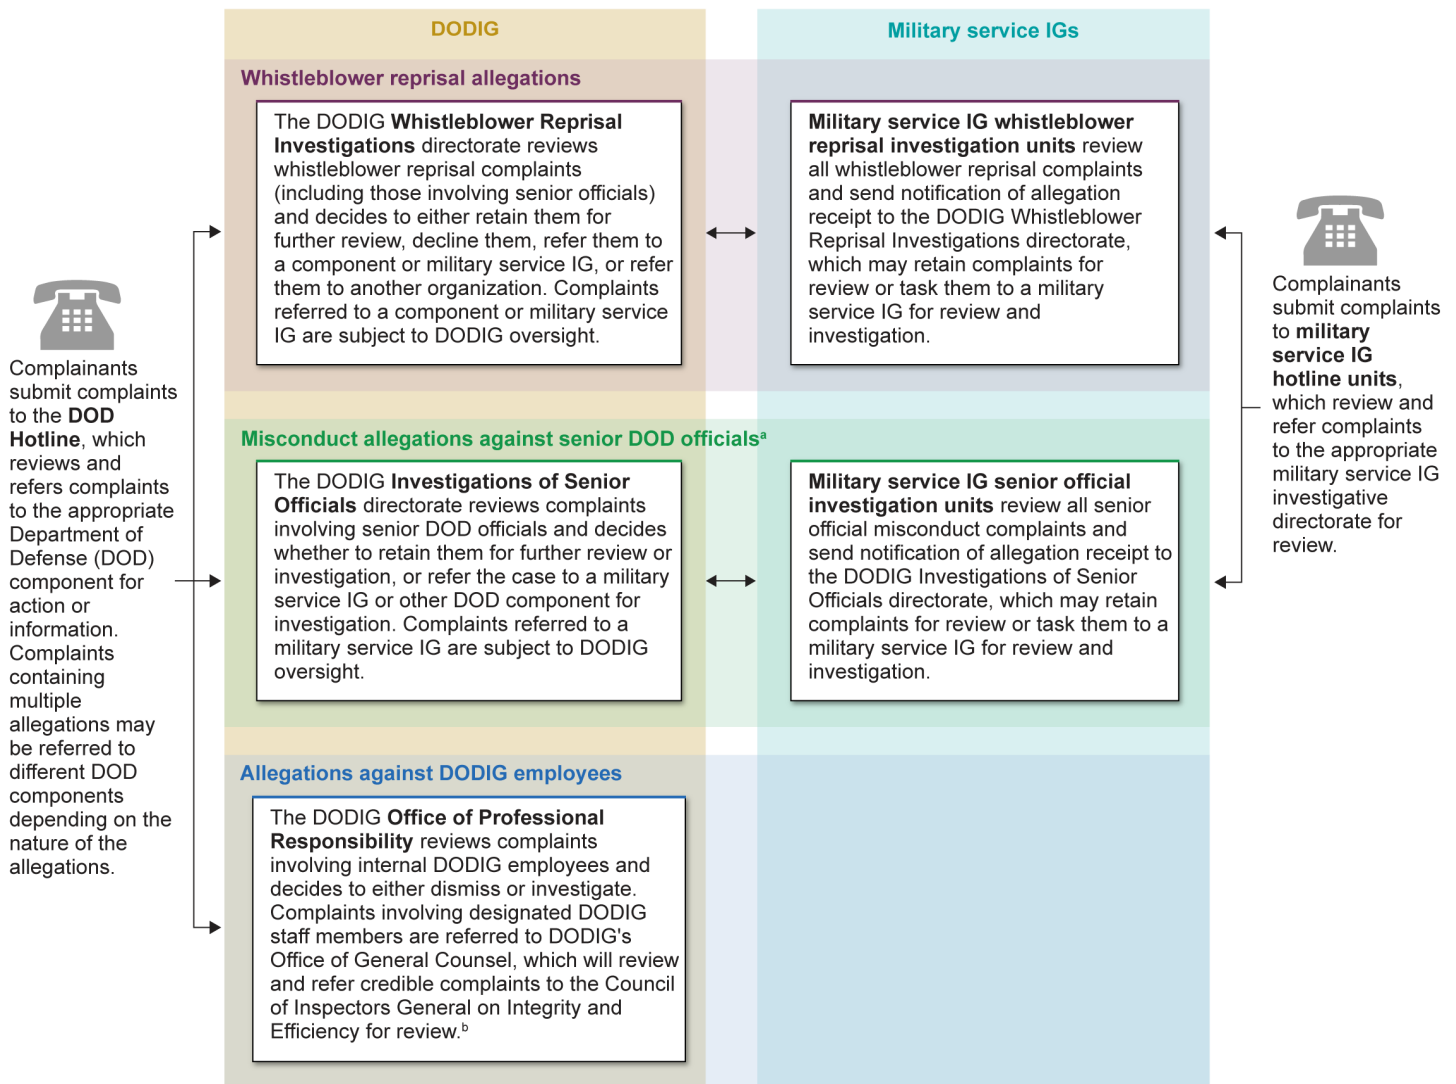 DODIG
Military service IGs
Whistleblower reprisal allegations
The DODIG Whistleblower Reprisal
Investigations directorate reviews
whistleblower reprisal complaints
(including those involving senior officials)
and decides to either retain them for
further review, decline them, refer them to
a component or military service IG, or refer
them to another organization. Complaints
referred to a component or military service
IG are subject to DODIG oversight.
Military service IG whistleblower
reprisal investigation units review
all whistleblower reprisal complaints
and send notification of allegation
receipt to the DODIG Whistleblower
Reprisal Investigations directorate,
which may retain complaints for
review or task them to a military
service IG for review and
investigation.
Complainants
submit complaints
to the DOD
Hotline, which
reviews and
refers complaints
to the appropriate
Department of
Defense (DOD)
component for
action or
information.
Complaints
containing
multiple
allegations may
be referred to
different DOD
components
depending on the
nature of the
allegations.
Complainants
submit complaints
to military
service IG
hotline units,
which review and
refer complaints
to the appropriate
military service IG
investigative
directorate for
review.
Misconduct allegations against senior DOD officialsᵃ
The DODIG Investigations of Senior
Officials directorate reviews complaints
involving senior DOD officials and decides
whether to retain them for further review or
investigation, or refer the case to a military
service IG or other DOD component for
investigation. Complaints referred to a
military service IG are subject to DODIG
oversight.
Military service IG senior official
investigation units review all senior
official misconduct complaints and
send notification of allegation receipt to
the DODIG Investigations of Senior
Officials directorate, which may retain
complaints for review or task them to a
military service IG for review and
investigation.
Allegations against DODIG employees
The DODIG Office of Professional
Responsibility reviews complaints
involving internal DODIG employees and
decides to either dismiss or investigate.
Complaints involving designated DODIG
staff members are referred to DODIG's
Office of General Counsel, which will review
and refer credible complaints to the Council
of Inspectors General on Integrity and
Efficiency for review.ᵇ